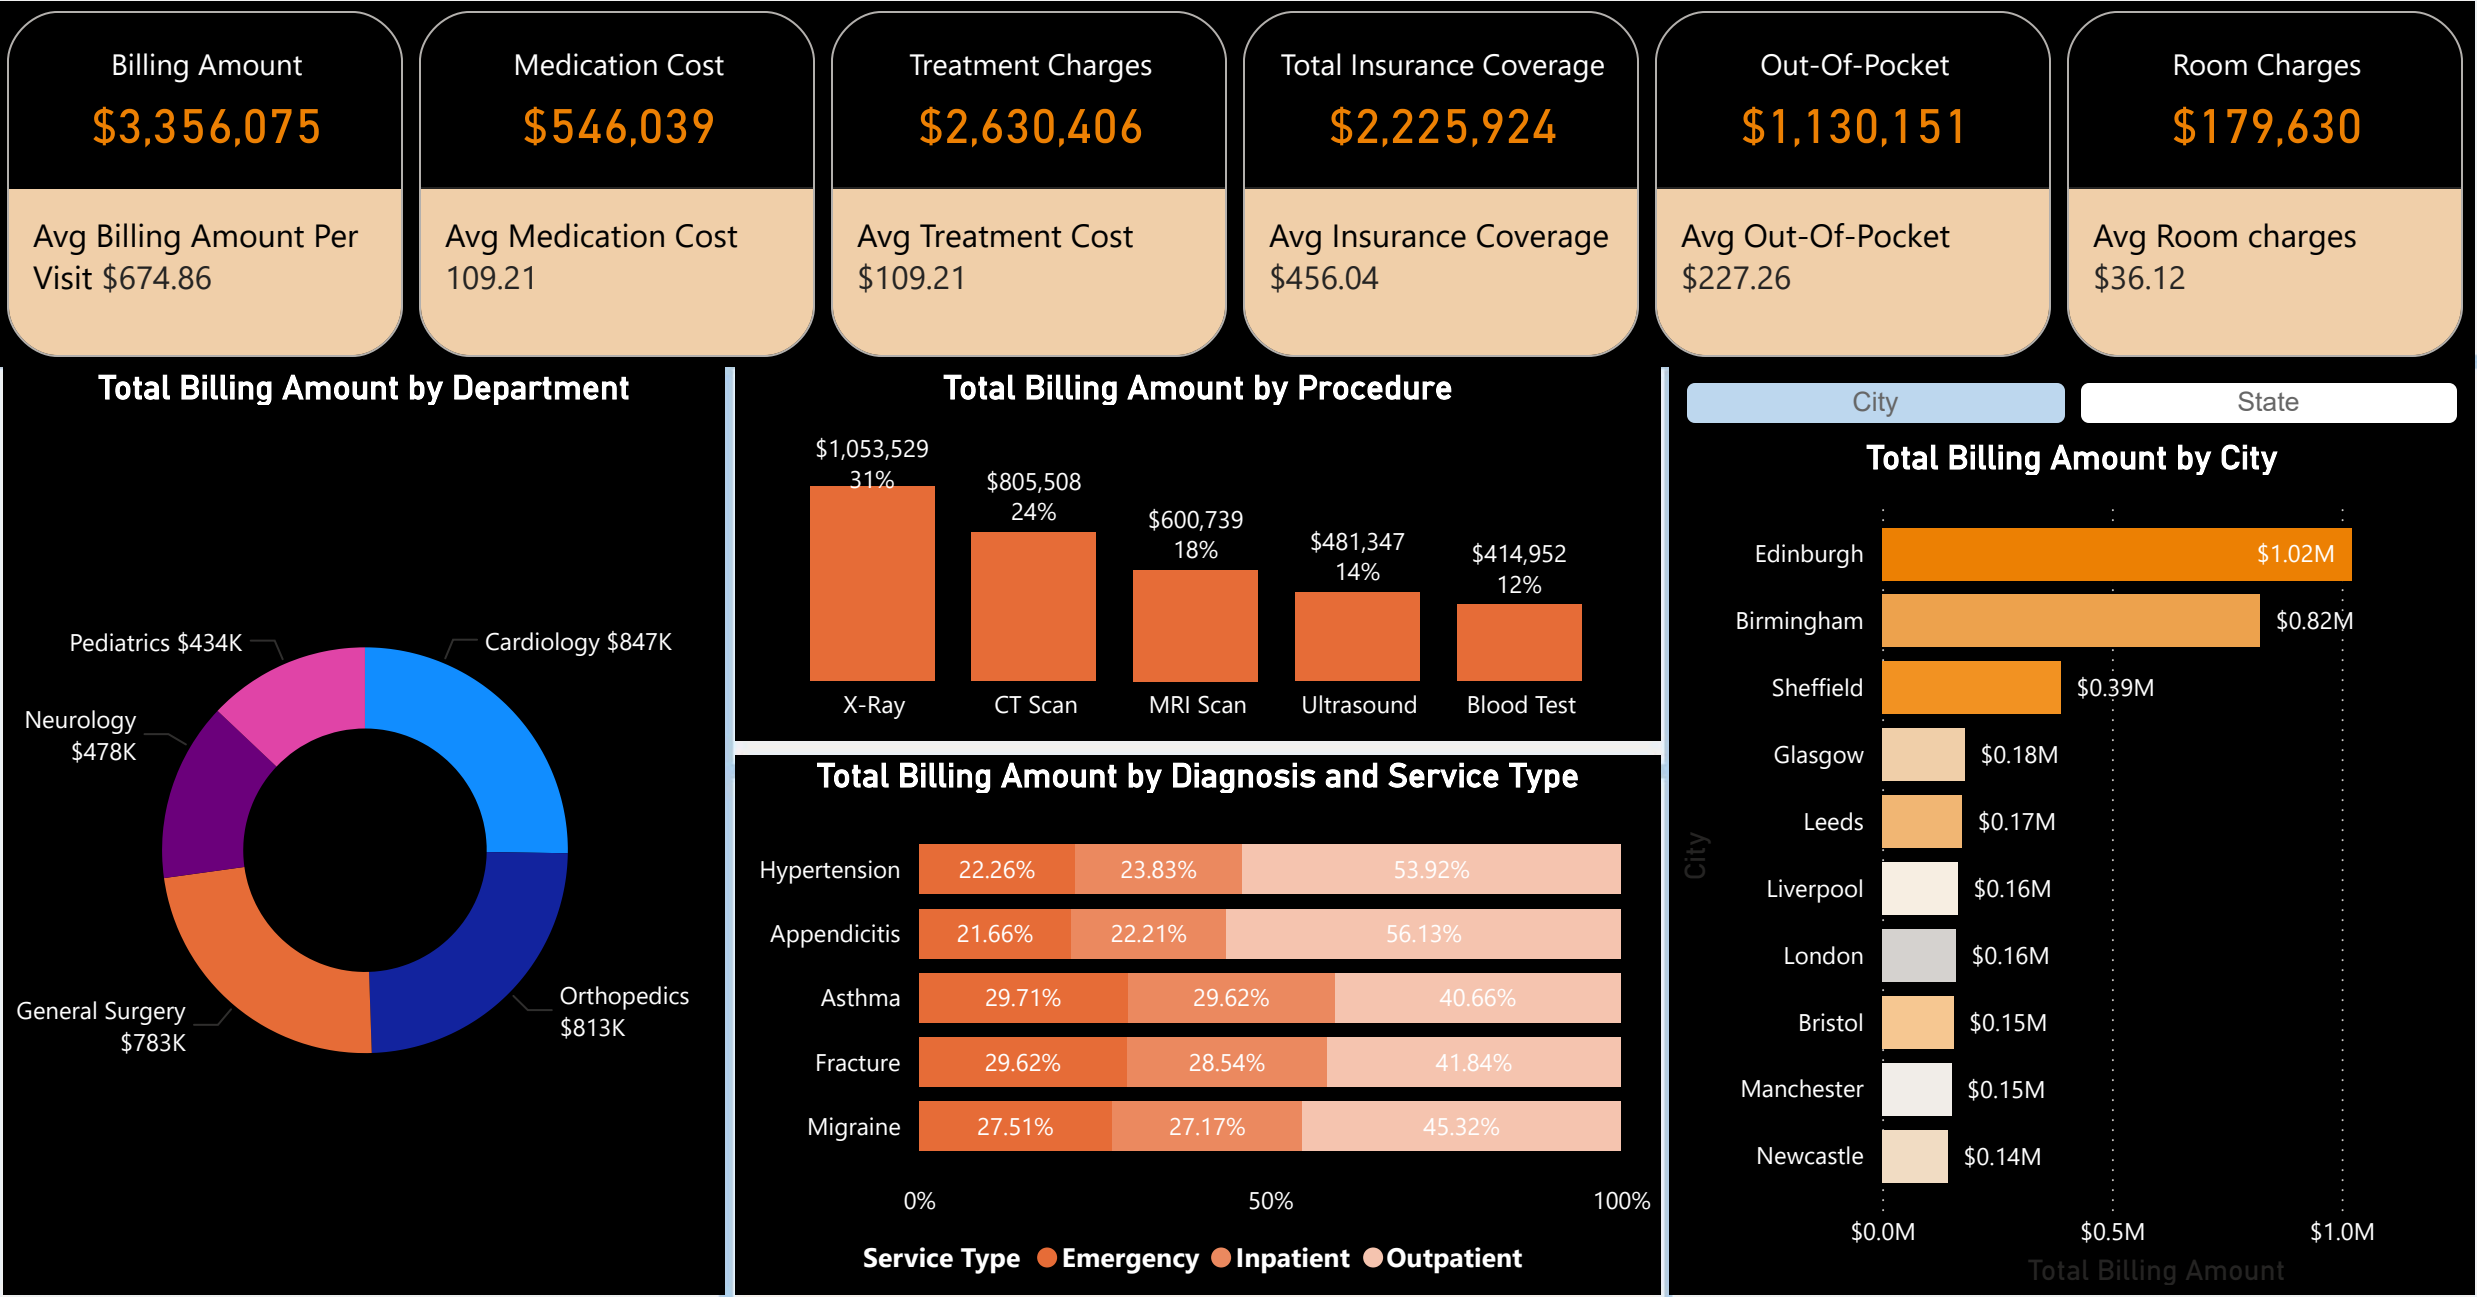 Billing Amount
$3,356,075
Avg Billing Amount Per
Visit $674.86
Medication Cost
$546,039
Avg Medication Cost
109.21
Treatment Charges
$2,630,406
Avg Treatment Cost
$109.21
Total Insurance Coverage
$2,225,924
Avg Insurance Coverage
$456.04
Out-Of-Pocket
$1,130,151
Avg Out-Of-Pocket
$227.26
Room Charges
$179,630
Avg Room charges
$36.12
Total Billing Amount by Department
Pediatrics $434K
Cardiology $847K
Neurology
$478K
General Surgery
$783K
Orthopedics
$813K
Total Billing Amount by Procedure
$1,053,529
31%
$805,508
24%
$600,739
18%
$481,347
14%
$414,952
12%
X-Ray
CT Scan
MRI Scan
Ultrasound
Blood Test
Total Billing Amount by Diagnosis and Service Type
Hypertension 22.26% 23.83% 53.92%
Appendicitis 21.66% 22.21% 56.13%
Asthma 29.71% 29.62% 40.66%
Fracture 29.62% 28.54% 41.84%
Migraine 27.51% 27.17% 45.32%
0% 50% 100%
Service Type Emergency Inpatient Outpatient
City
State
Total Billing Amount by City
City
Edinburgh $1.02M
Birmingham $0.82M
Sheffield $0.39M
Glasgow $0.18M
Leeds $0.17M
Liverpool $0.16M
London $0.16M
Bristol $0.15M
Manchester $0.15M
Newcastle $0.14M
$0.0M $0.5M $1.0M
Total Billing Amount